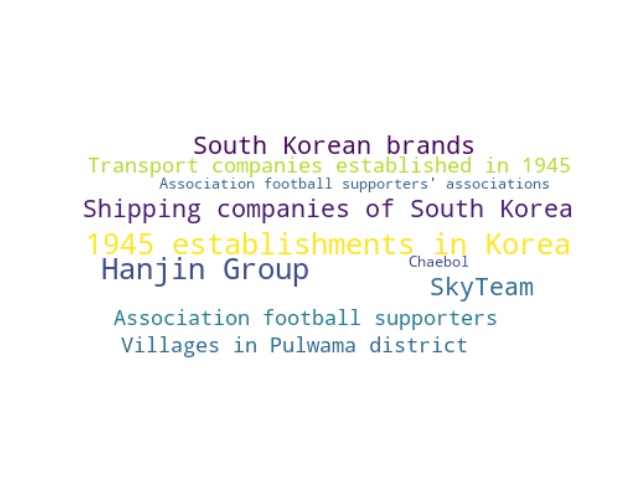 South Korean brands
Transport companies established in 1945
Association football supporters' associations
Shipping companies of South Korea
1945 establishments in Korea
Hanjin Group
Chaebol
SkyTeam
Association football supporters
Villages in Pulwama district